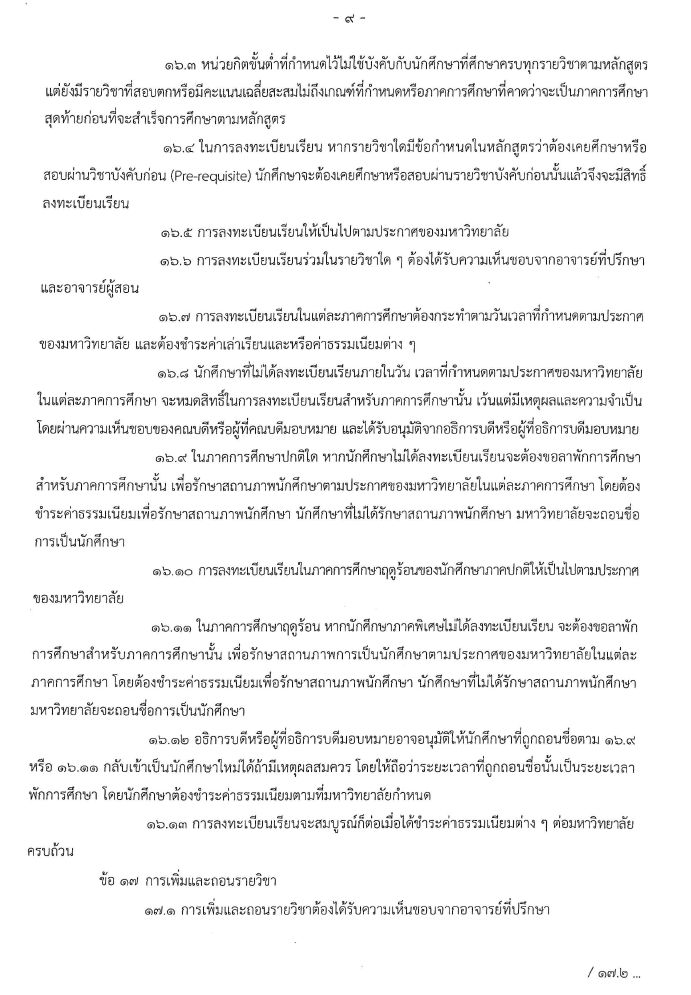 - ๙ -
๑๖.๓ หน่วยกิตขั้นต่ำที่กำหนดไว้ไม่ใช้บังคับกับนักศึกษาที่ศึกษาครบทุกรายวิชาตามหลักสูตร
แต่ยังมีรายวิชาที่สอบตกหรือมีคะแนนเฉลี่ยสะสมไม่ถึงเกณฑ์ที่กำหนดหรือภาคการศึกษาที่คาดว่าจะเป็นภาคการศึกษา
สุดท้ายก่อนที่จะสำเร็จการศึกษาตามหลักสูตร
๑๖.๔ ในการลงทะเบียนเรียน หากรายวิชาใดมีข้อกำหนดในหลักสูตรว่าต้องเคยศึกษาหรือ
สอบผ่านวิชาบังคับก่อน (Pre-requisite) นักศึกษาจะต้องเคยศึกษาหรือสอบผ่านรายวิชาบังคับก่อนนั้นแล้วจึงจะมีสิทธิ์
ลงทะเบียนเรียน
๑๖.๕ การลงทะเบียนเรียนให้เป็นไปตามประกาศของมหาวิทยาลัย
๑๖.๖ การลงทะเบียนเรียนร่วมในรายวิชาใด ๆ ต้องได้รับความเห็นชอบจากอาจารย์ที่ปรึกษา
และอาจารย์ผู้สอน
๑๖.๗ การลงทะเบียนเรียนในแต่ละภาคการศึกษาต้องกระทำตามวันเวลาที่กำหนดตามประกาศ
ของมหาวิทยาลัย และต้องชำระค่าเล่าเรียนและหรือค่าธรรมเนียมต่าง ๆ
๑๖.๘ นักศึกษาที่ไม่ได้ลงทะเบียนเรียนภายในวัน เวลาที่กำหนดตามประกาศของมหาวิทยาลัย
ในแต่ละภาคการศึกษา จะหมดสิทธิ์ในการลงทะเบียนเรียนสำหรับภาคการศึกษานั้น เว้นแต่มีเหตุผลและความจำเป็น
โดยผ่านความเห็นชอบของคณบดีหรือผู้ที่คณบดีมอบหมาย และได้รับอนุมัติจากอธิการบดีหรือผู้ที่อธิการบดีมอบหมาย
๑๖.๙ ในภาคการศึกษาปกติใด หากนักศึกษาไม่ได้ลงทะเบียนเรียนจะต้องขอลาพักการศึกษา
สำหรับภาคการศึกษานั้น เพื่อรักษาสถานภาพนักศึกษาตามประกาศของมหาวิทยาลัยในแต่ละภาคการศึกษา โดยต้อง
ชำระค่าธรรมเนียมเพื่อรักษาสถานภาพนักศึกษา นักศึกษาที่ไม่ได้รักษาสถานภาพนักศึกษา มหาวิทยาลัยจะถอนชื่อ
การเป็นนักศึกษา
๑๖.๑๐ การลงทะเบียนเรียนในภาคการศึกษาฤดูร้อนของนักศึกษาภาคปกติให้เป็นไปตามประกาศ
ของมหาวิทยาลัย
๑๖.๑๑ ในภาคการศึกษาฤดูร้อน หากนักศึกษาภาคพิเศษไม่ได้ลงทะเบียนเรียน จะต้องขอลาพัก
การศึกษาสำหรับภาคการศึกษานั้น เพื่อรักษาสถานภาพการเป็นนักศึกษาตามประกาศของมหาวิทยาลัยในแต่ละ
ภาคการศึกษา โดยต้องชำระค่าธรรมเนียมเพื่อรักษาสถานภาพนักศึกษา นักศึกษาที่ไม่ได้รักษาสถานภาพนักศึกษา
มหาวิทยาลัยจะถอนชื่อการเป็นนักศึกษา
๑๖.๑๒ อธิการบดีหรือผู้ที่อธิการบดีมอบหมายอาจอนุมัติให้นักศึกษาที่ถูกถอนชื่อตาม ๑๖.๙
หรือ ๑๖.๑๑ กลับเข้าเป็นนักศึกษาใหม่ได้ถ้ามีเหตุผลสมควร โดยให้ถือว่าระยะเวลาที่ถูกถอนชื่อนั้นเป็นระยะเวลา
พักการศึกษา โดยนักศึกษาต้องชำระค่าธรรมเนียมตามที่มหาวิทยาลัยกำหนด
๑๖.๑๓ การลงทะเบียนเรียนจะสมบูรณ์ก็ต่อเมื่อได้ชำระค่าธรรมเนียมต่าง ๆ ต่อมหาวิทยาลัย
ครบถ้วน
ข้อ ๑๗ การเพิ่มและถอนรายวิชา
๑๗.๑ การเพิ่มและถอนรายวิชาต้องได้รับความเห็นชอบจากอาจารย์ที่ปรึกษา
/ ๑๗.๒ ...